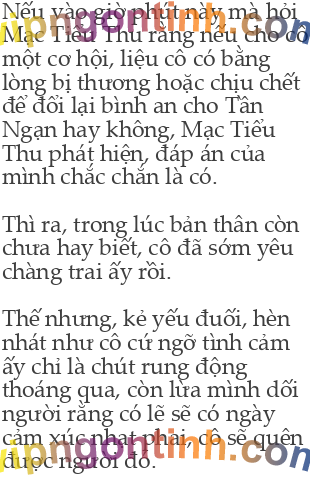 Nếu vào giờ phút này mà hỏi
Mạc Tiểu Thu rằng nếu cho cô
một cơ hội, liệu cô có bằng
lòng bị thương hoặc chịu chết
để đổi lại bình an cho Tân
Ngạn hay không, Mạc Tiểu
Thu phát hiện, đáp án của
mình chắc chắn là có.
Thì ra, trong lúc bản thân còn
chưa hay biết, cô đã sớm yêu
chàng trai ấy rồi.
Thế nhưng, kẻ yếu đuối, hèn
nhát như cô cứ ngỡ tình cảm
ấy chỉ là chút rung động
thoáng qua, còn lừa mình dối
người rằng có lẽ sẽ có ngày
cảm xúc nhạt phai, cô sẽ quên
được người đó.
vipngontinh.com
vipngontinh.com